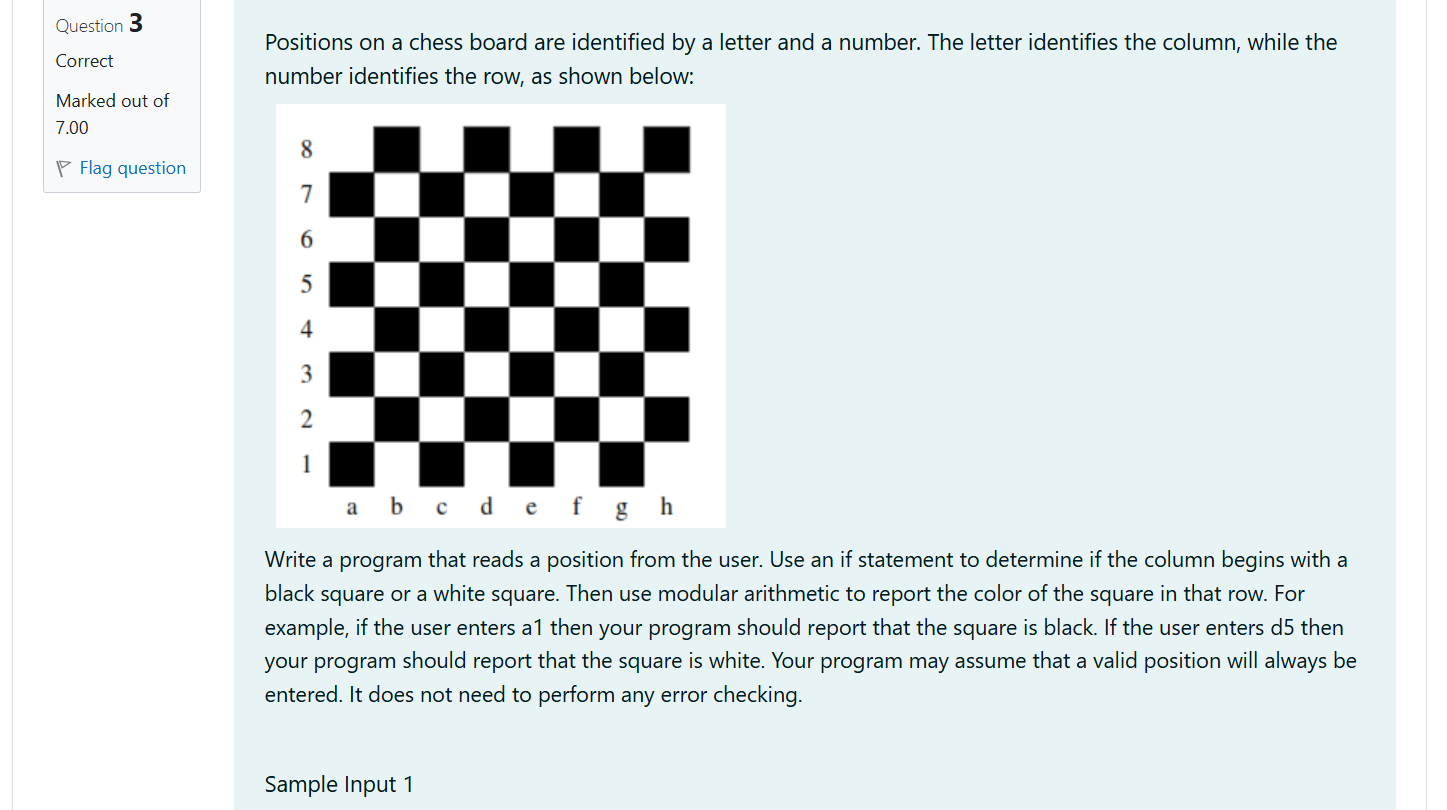 Question 3
Correct
Marked out of
7.00
Flag question
Positions on a chess board are identified by a letter and a number. The letter identifies the column, while the
number identifies the row, as shown below:
8
7
6
5
4
3
2
1
a b c d e f g h
Write a program that reads a position from the user. Use an if statement to determine if the column begins with a
black square or a white square. Then use modular arithmetic to report the color of the square in that row. For
example, if the user enters a1 then your program should report that the square is black. If the user enters d5 then
your program should report that the square is white. Your program may assume that a valid position will always be
entered. It does not need to perform any error checking.
Sample Input 1